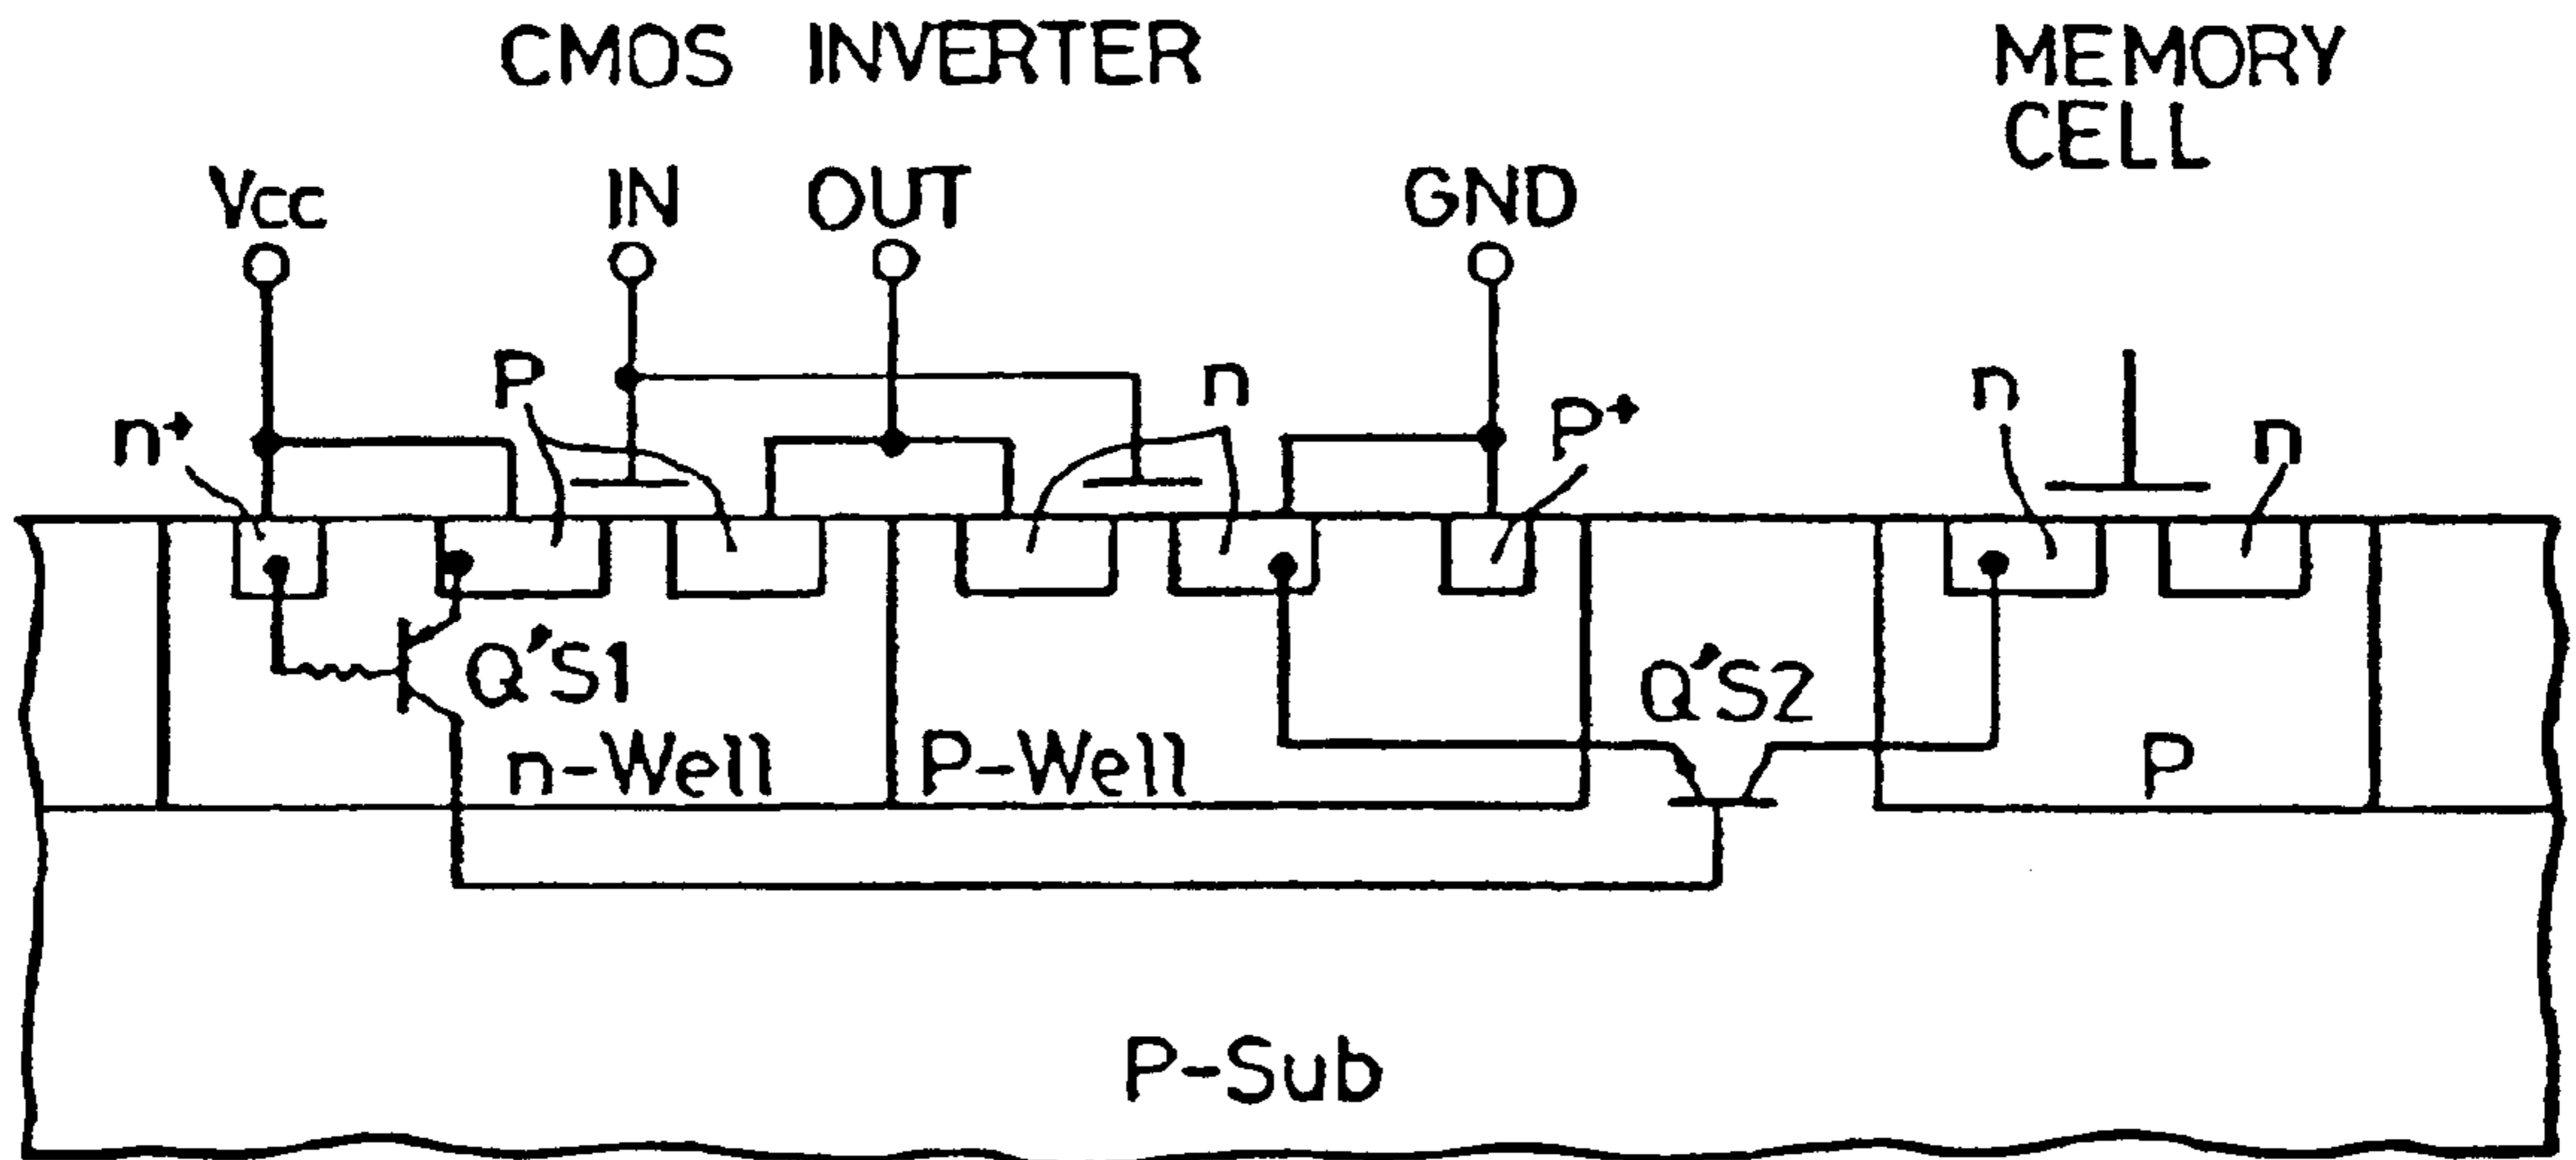 CMOS INVERTER
MEMORY
CELL
Vcc
IN
OUT
GND
n+
P
n
P+
n
n
Q'S1
Q'S2
n-Well
P-Well
P
P-Sub